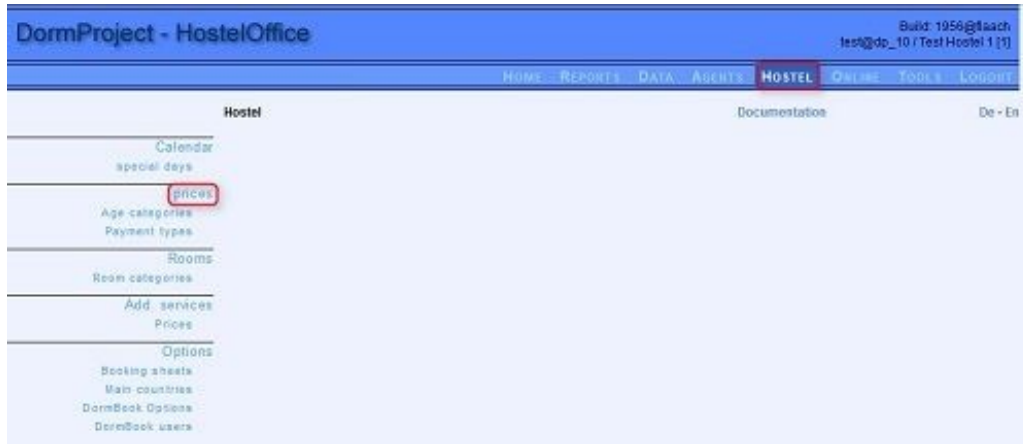 DormProject - HostelOffice
Build: 1956@flaach
test@dp_10 / Test Hostel 1 [1]
HOME REPORTS DATA AGENTS HOSTEL ONLINE TOOLS LOGOUT
Hostel Documentation De - En
Calendar
special days
prices
Age categories
Payment types
Rooms
Room categories
Add. services
Prices
Options
Booking sheets
Main countries
DormBook Options
DormBook users